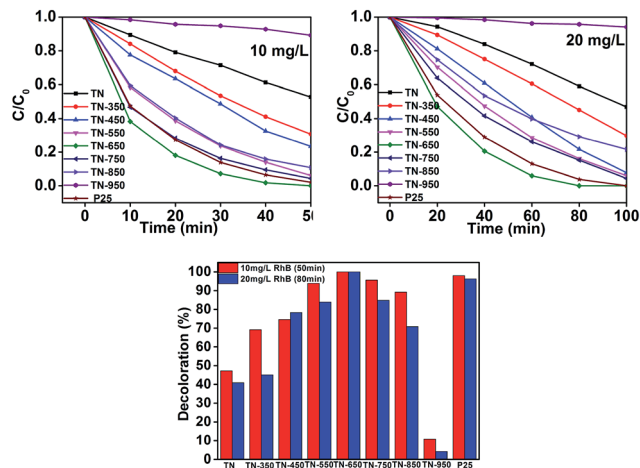 1.0
0.8
0.6
0.4
0.2
0.0
C/C0
10 mg/L
TN
TN-350
TN-450
TN-550
TN-650
TN-750
TN-850
TN-950
P25
0 10 20 30 40 50
Time (min)
1.0
0.8
0.6
0.4
0.2
0.0
C/C0
20 mg/L
TN
TN-350
TN-450
TN-550
TN-650
TN-750
TN-850
TN-950
P25
0 20 40 60 80 100
Time (min)
100
90
80
70
60
50
40
30
20
10
0
Decoloration (%)
10mg/L RhB (50min)
20mg/L RhB (80min)
TN TN-350 TN-450 TN-550 TN-650 TN-750 TN-850 TN-950 P25